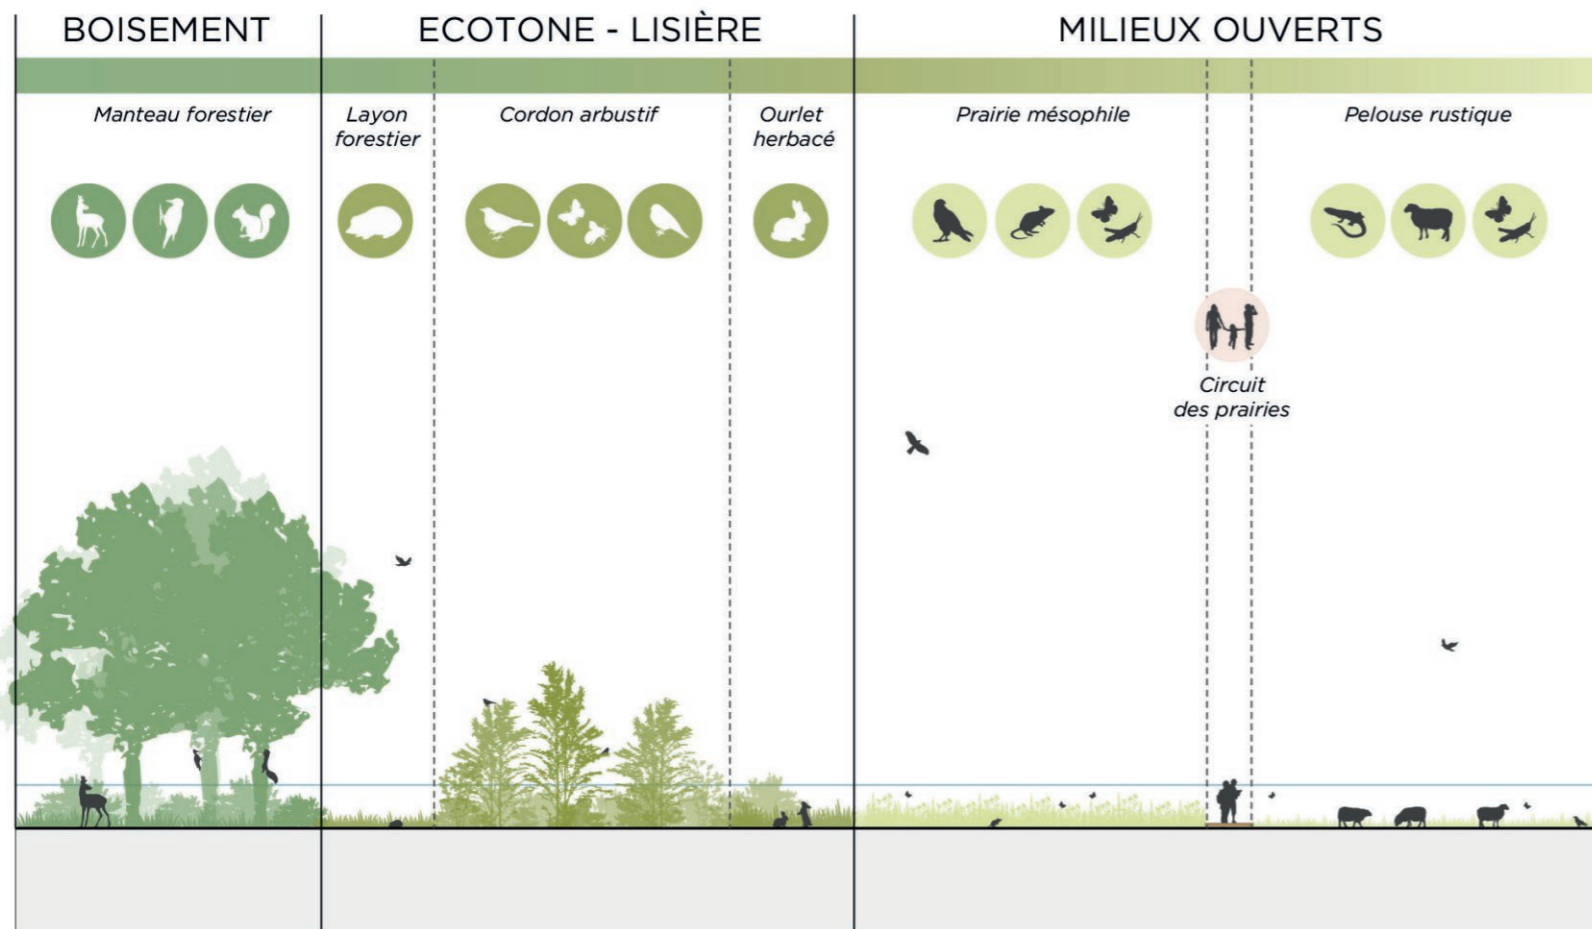 BOISEMENT
ECOTONE - LISIÈRE
MILIEUX OUVERTS
Manteau forestier
Layon
forestier
Cordon arbustif
Ourlet
herbacé
Prairie mésophile
Pelouse rustique
Circuit
des prairies